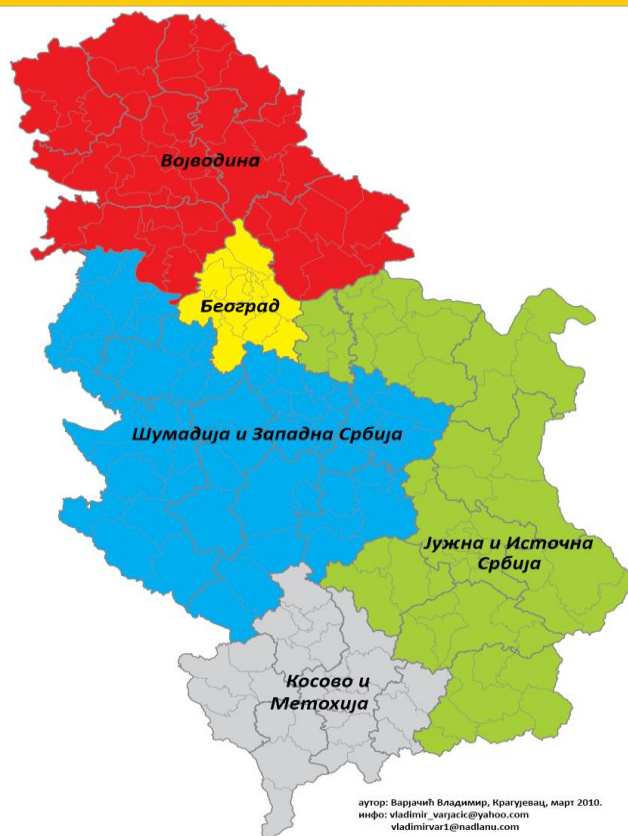 Војводина
Београд
Шумадија и Западна Србија
Јужна и Источна
Србија
Косово и
Метохија
аутор: Варјачић Владимир, Крагујевац, март 2010.
инфо: vladimir_varjacic@yahoo.com
vladimirvar1@nadlanu.com